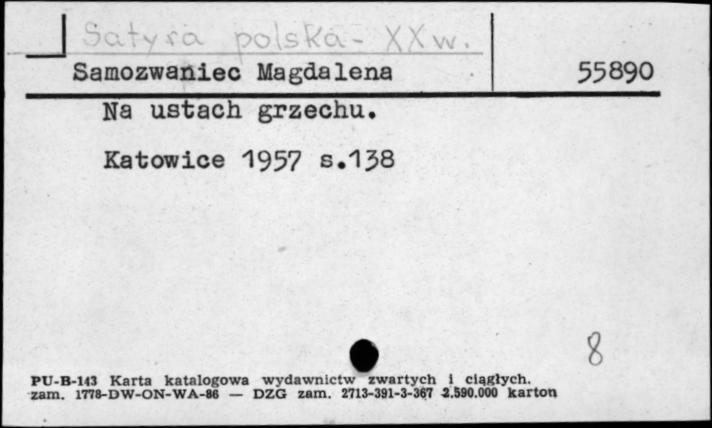 Satyra polska - XX w.
Samozwaniec Magdalena 55890
Na ustach grzechu.
Katowice 1957 s.138
8
PU-B-143 Karta katalogowa wydawnictw zwartych i ciągłych.
zam. 1778-DW-ON-WA-86 — DZG zam. 2713-391-3-367 2.590.000 karton